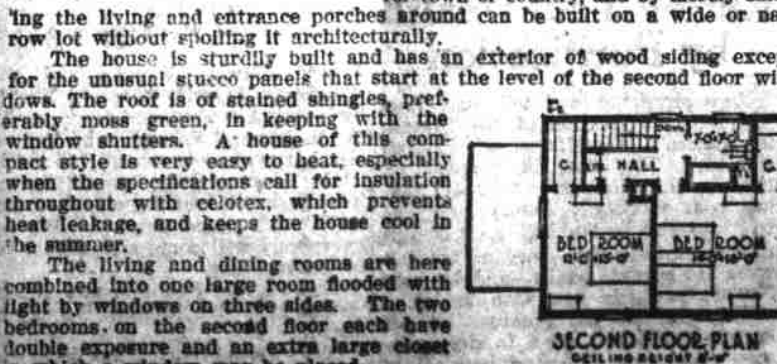 ing the living and entrance porches around can be built on a wide or
row lot without spoiling it architecturally.
The house is sturdily built and has an exterior of wood siding
for the unusual stucco panels that start at the level of the second floor
dows. The roof is of stained shingles, pref-
erably moss green, in keeping with the
window shutters. A house of this com-
pact style is very easy to heat, especially
when the specifications call for insulation
throughout with celotex, which prevents
heat leakage, and keeps the house cool in
the summer.
The living and dining rooms are here
combined into one large room flooded with
light by windows on three sides. The two
bedrooms on the second floor each have
double exposure and an extra large closet
C.
HALL
BED ROOM
BED ROOM
SECOND FLOOR PLAN
CEILING HEIGHT